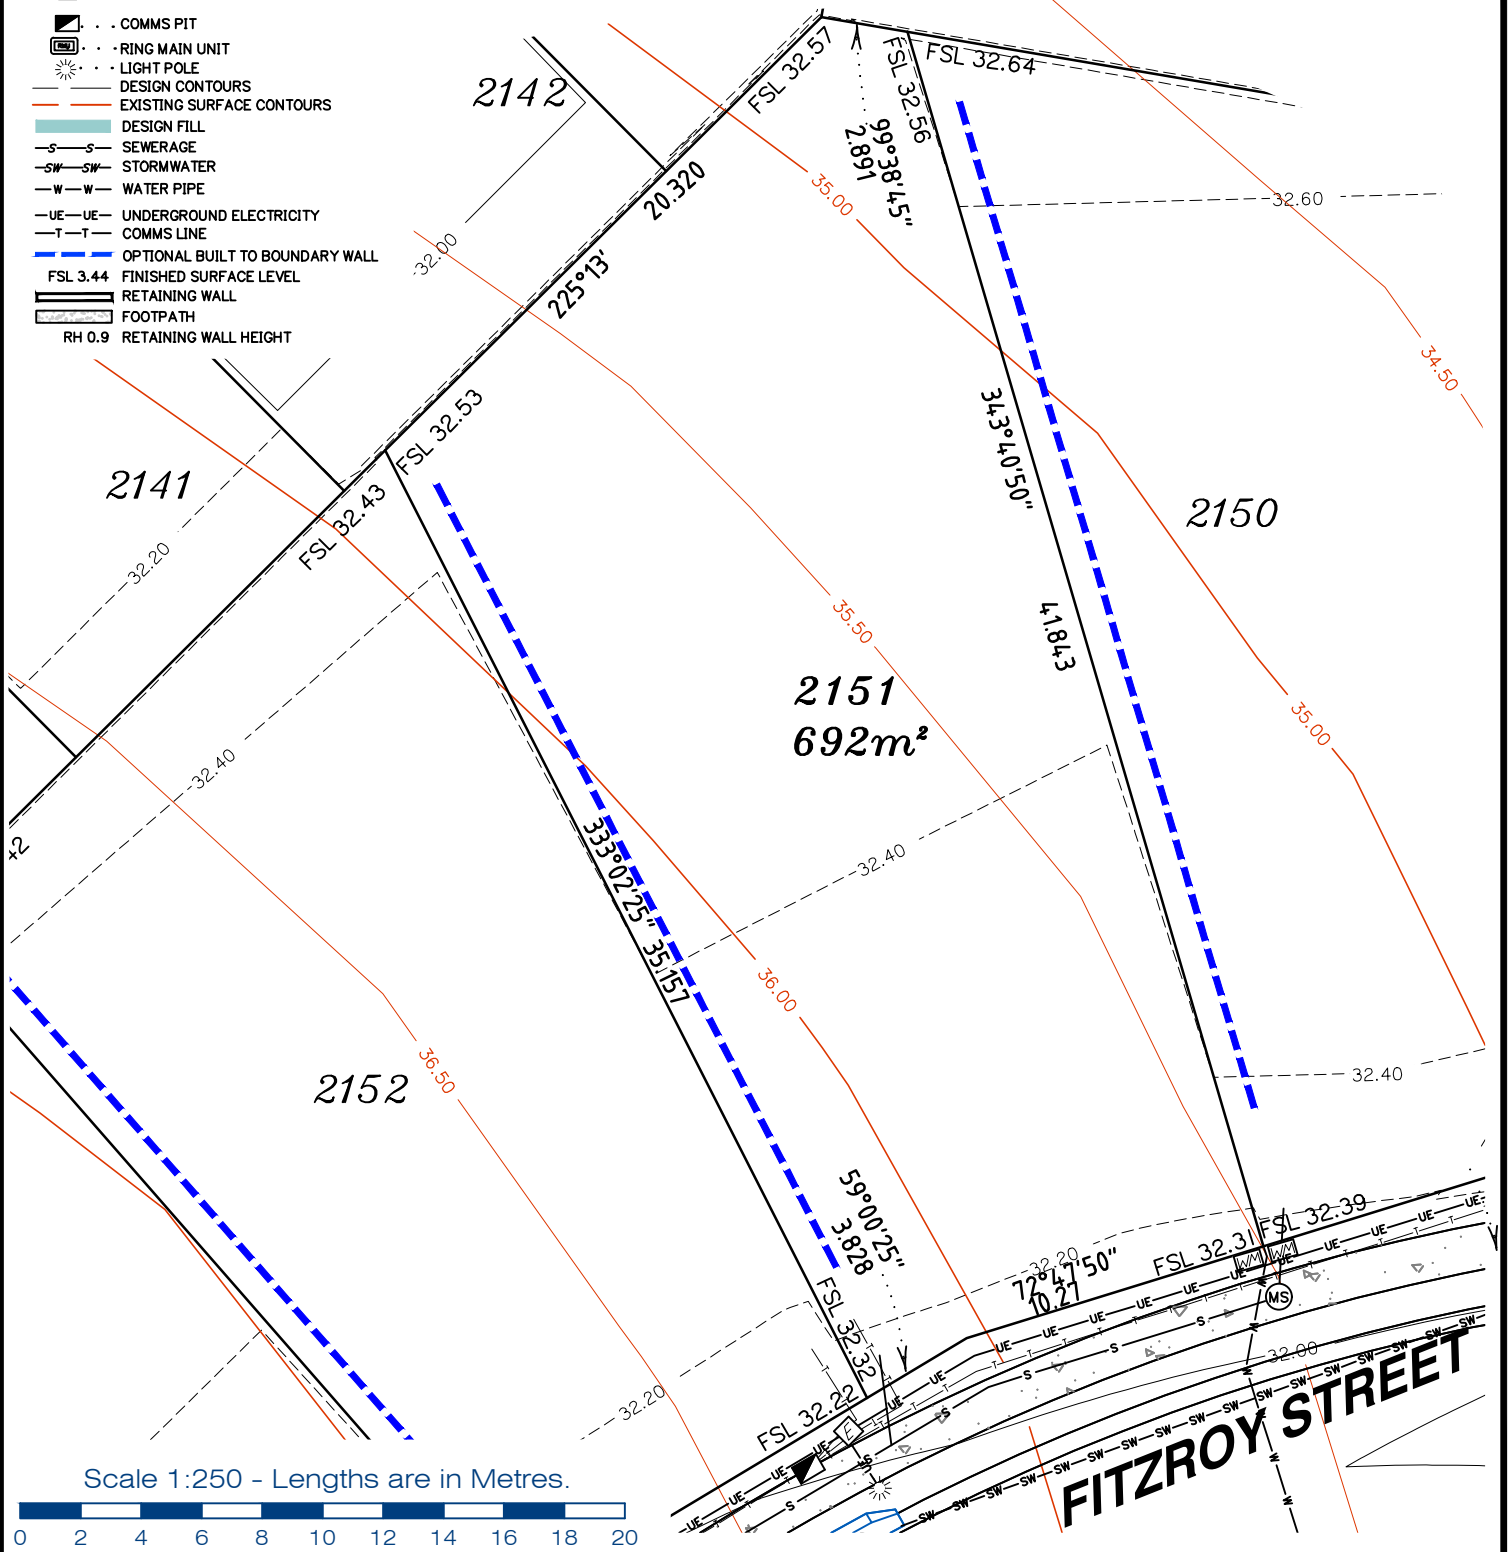 COMMS PIT
RMU
RING MAIN UNIT
LIGHT POLE
DESIGN CONTOURS
EXISTING SURFACE CONTOURS
DESIGN FILL
S S SEWERAGE
SW SW STORMWATER
W W WATER PIPE
UE UE UNDERGROUND ELECTRICITY
T T COMMS LINE
OPTIONAL BUILT TO BOUNDARY WALL
FSL 3.44 FINISHED SURFACE LEVEL
RETAINING WALL
FOOTPATH
RH 0.9 RETAINING WALL HEIGHT
2142
FSL 32.57
FSL 32.56
FSL 32.64
99°38'45"
2.891
35.00
20.320
225°13'
32.00
32.60
34.50
FSL 32.53
FSL 32.43
2141
32.20
32.40
343°40'50"
41.843
2150
35.50
2151
692m²
35.00
32.40
333°02'25" 35.157
36.00
36.50
2152
32.40
59°00'25"
3.828
FSL 32.32
FSL 32.22
32.20
32.20
72°47'50"
10.27
FSL 32.31
FSL 32.39
MS
E
32.00
FITZROY STREET
Scale 1:250 - Lengths are in Metres.
0 2 4 6 8 10 12 14 16 18 20